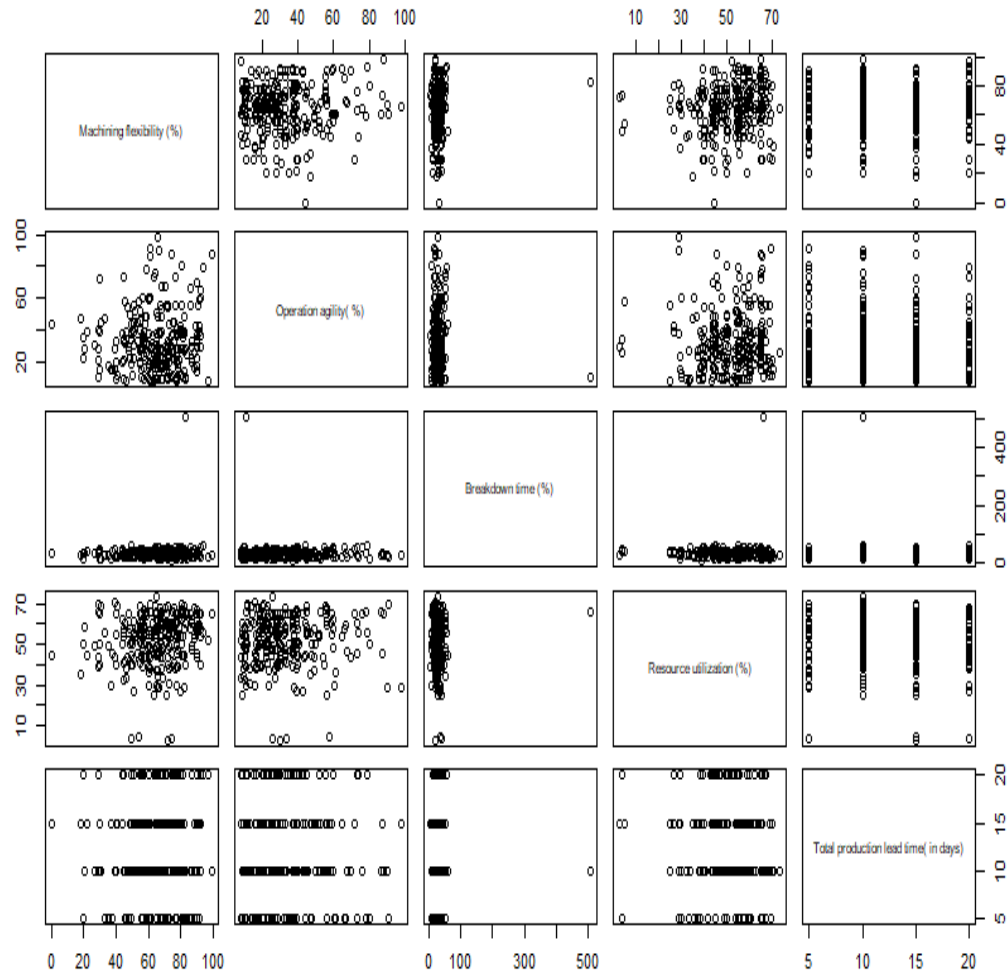 20 40 60 80 100 10 30 50 70
Machining flexibility (%)
0 40 80
20 60 100
Operation agility( %)
Breakdown time (%)
0 200 400
10 30 50 70
Resource utilization (%)
Total production lead time( in days)
5 10 15 20
0 20 40 60 80 100 0 100 300 500 5 10 15 20